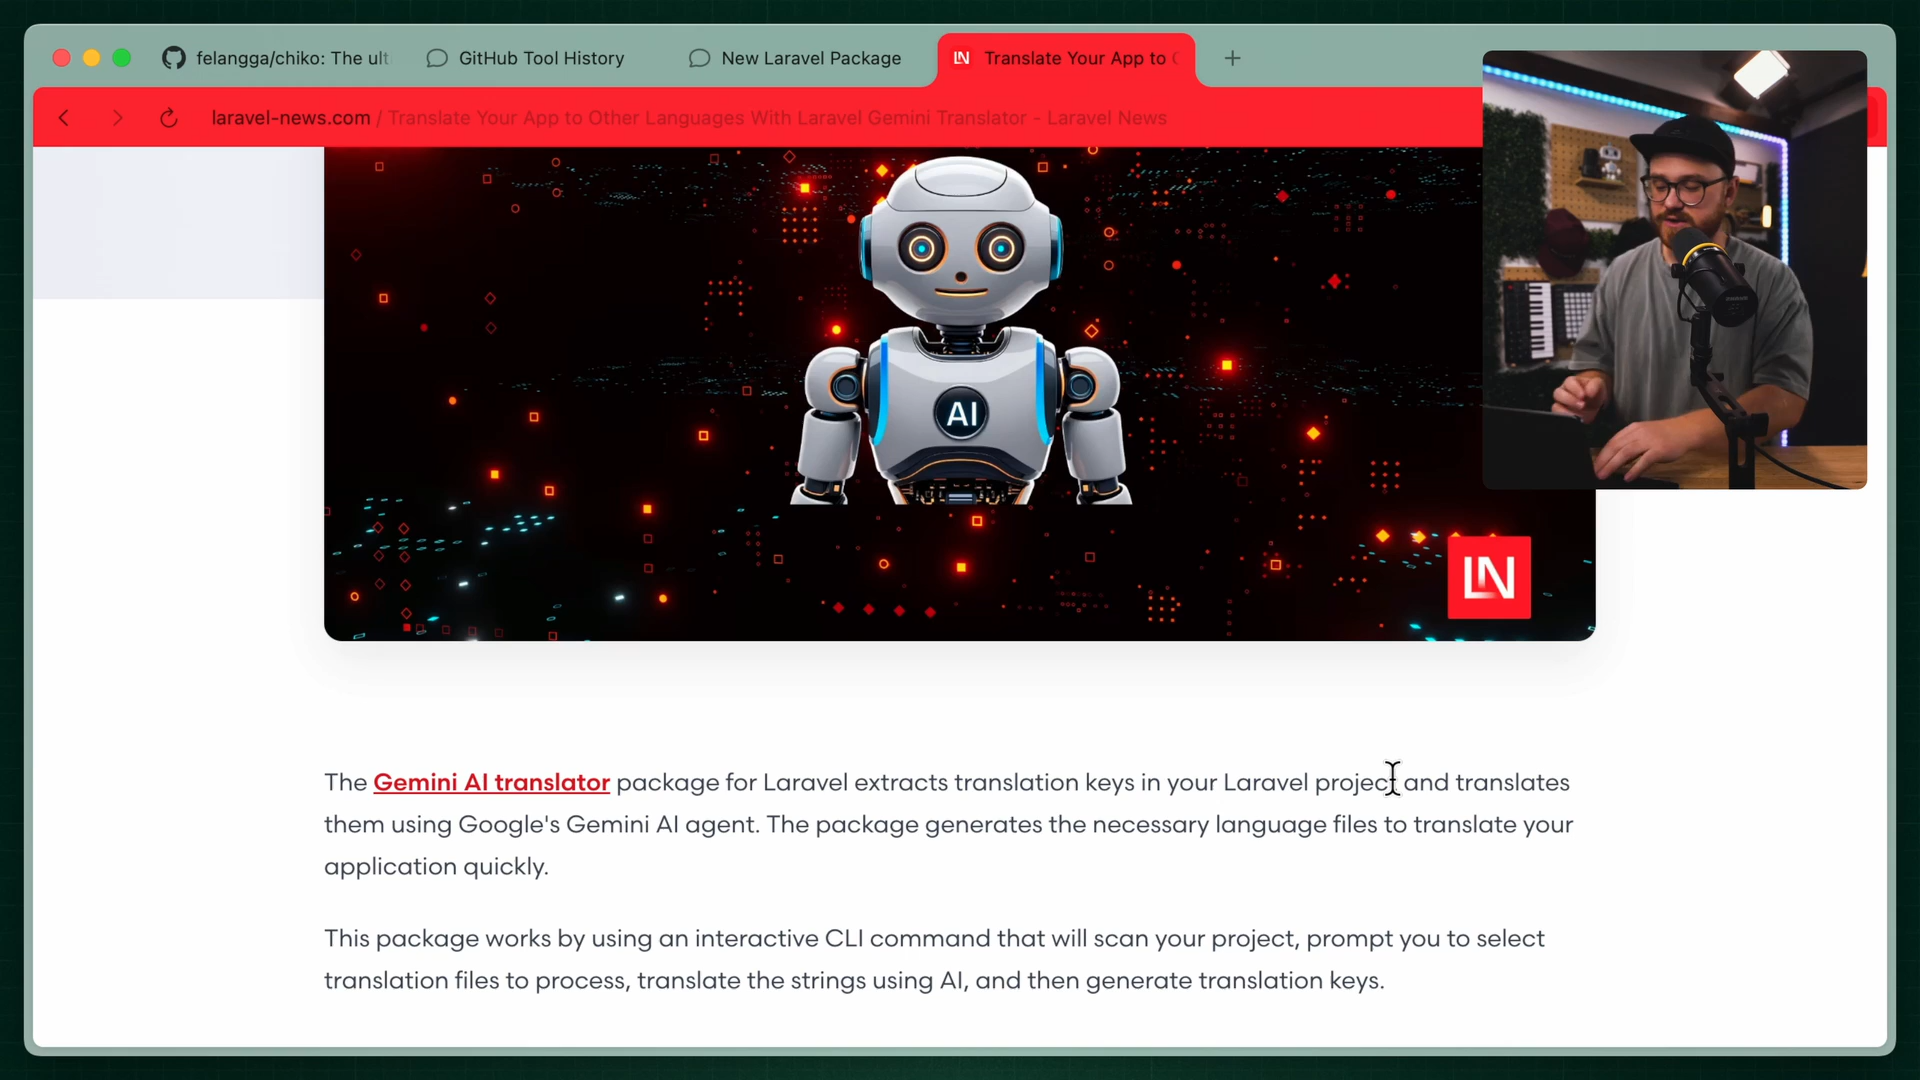 felangga/chiko: The ult
GitHub Tool History
New Laravel Package
LN
Translate Your App to
laravel-news.com / Translate Your App to Other Languages With Laravel Gemini Translator - Laravel News
AI
LN
The Gemini AI translator package for Laravel extracts translation keys in your Laravel project and translates
them using Google's Gemini AI agent. The package generates the necessary language files to translate your
application quickly.
This package works by using an interactive CLI command that will scan your project, prompt you to select
translation files to process, translate the strings using AI, and then generate translation keys.